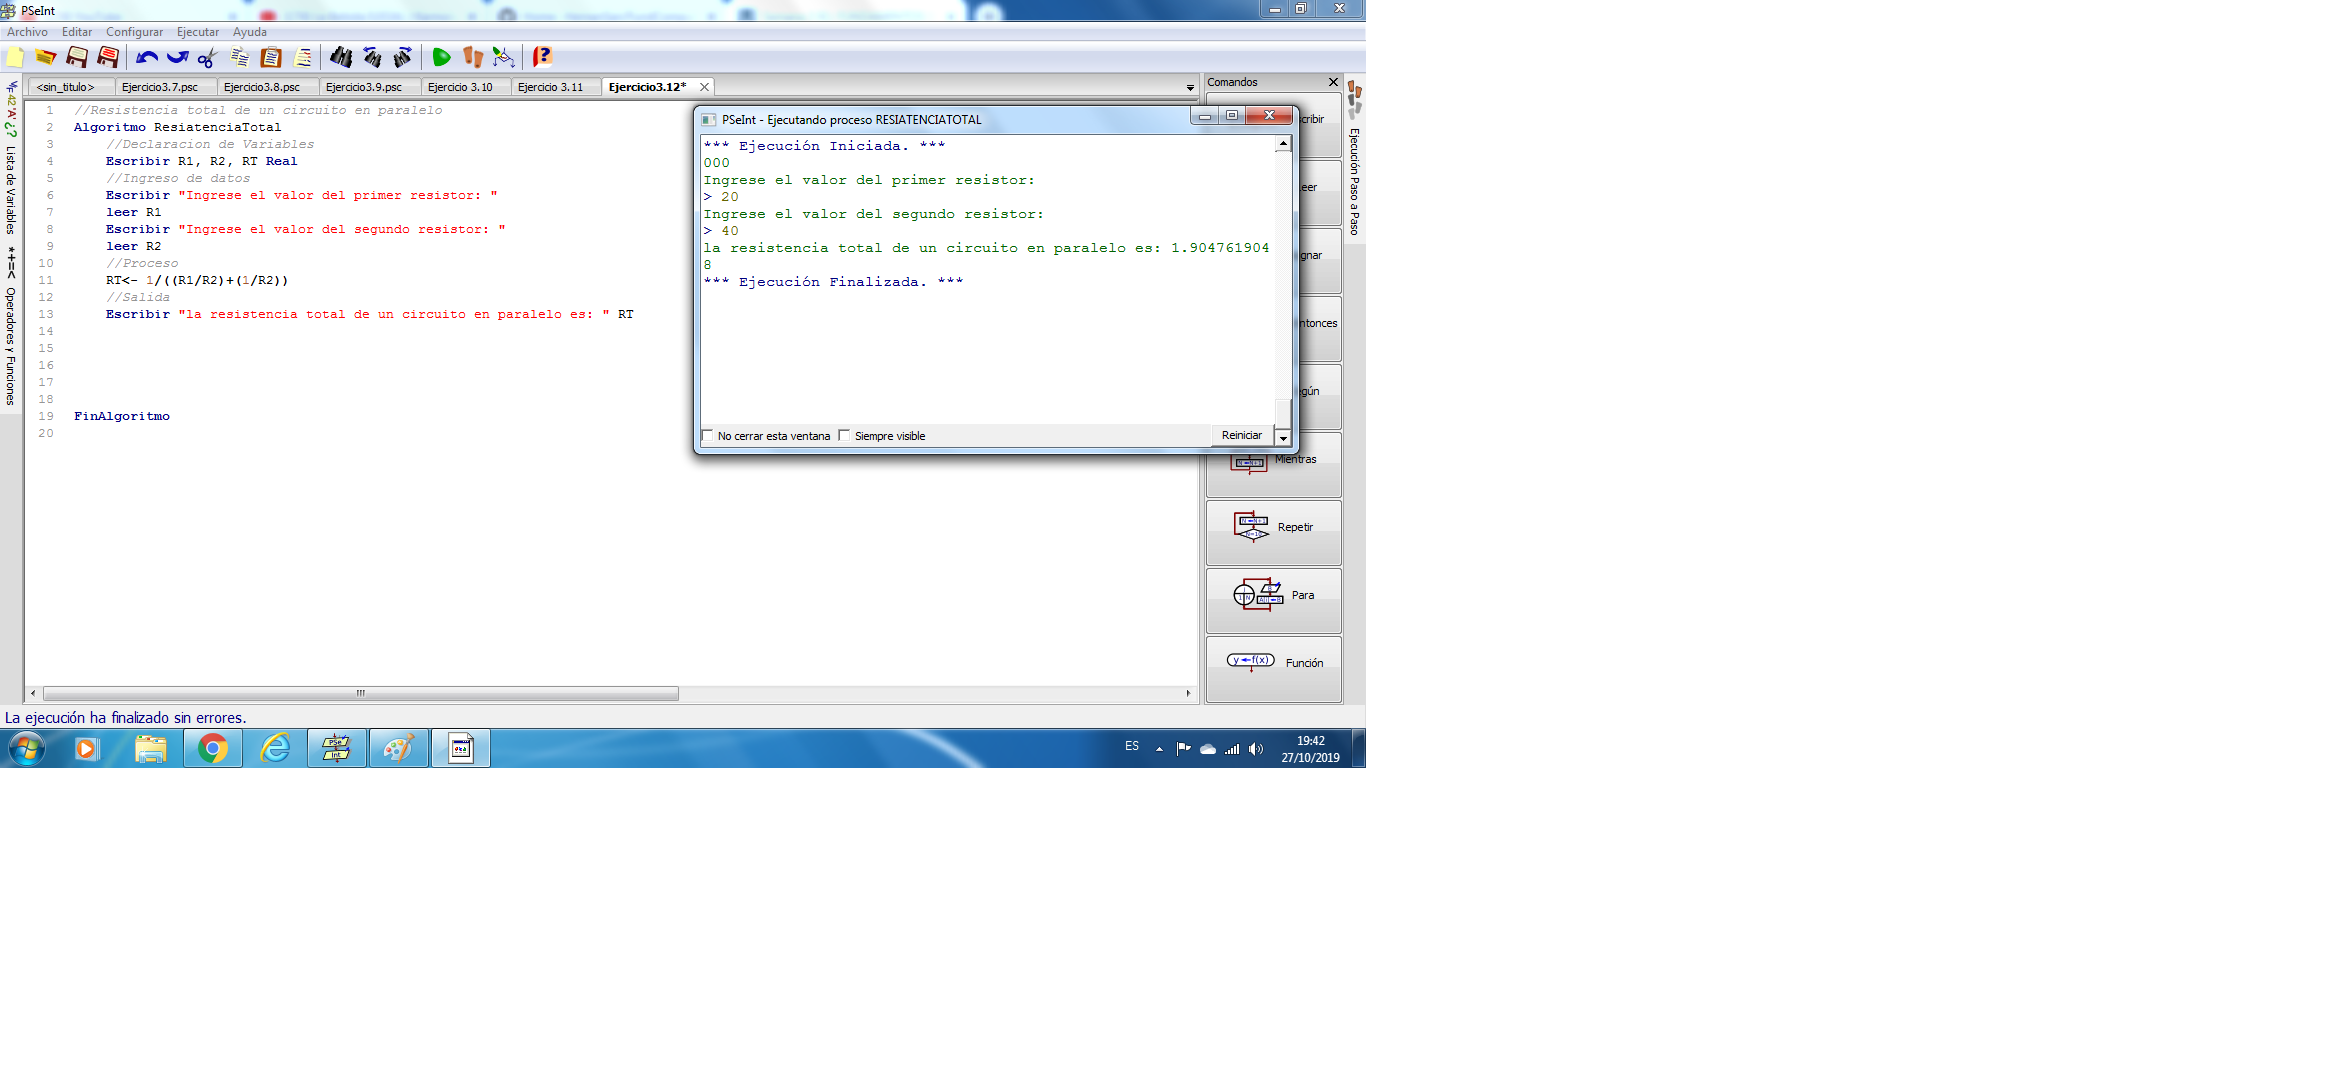 PSeInt
Archivo Editar Configurar Ejecutar Ayuda
<sin_titulo> Ejercicio3.7.psc Ejercicio3.8.psc Ejercicio3.9.psc Ejercicio 3.10 Ejercicio 3.11 Ejercicio3.12*
Lista de Variables
*+=< Operadores y Funciones
1 //Resistencia total de un circuito en paralelo
2 Algoritmo ResiatenciaTotal
3 //Declaracion de Variables
4 Escribir R1, R2, RT Real
5 //Ingreso de datos
6 Escribir "Ingrese el valor del primer resistor: "
7 leer R1
8 Escribir "Ingrese el valor del segundo resistor: "
9 leer R2
10 //Proceso
11 RT<- 1/((R1/R2)+(1/R2))
12 //Salida
13 Escribir "la resistencia total de un circuito en paralelo es: " RT
14
15
16
17
18
19 FinAlgoritmo
20
PSeInt - Ejecutando proceso RESIATENCIATOTAL
*** Ejecución Iniciada. ***
000
Ingrese el valor del primer resistor:
> 20
Ingrese el valor del segundo resistor:
> 40
la resistencia total de un circuito en paralelo es: 1.904761904
8
*** Ejecución Finalizada. ***
No cerrar esta ventana Siempre visible Reiniciar
Comandos
cribir
eer
gnar
ntonces
gún
Mientras
Repetir
Para
y←f(x) Función
Ejecución Paso a Paso
La ejecución ha finalizado sin errores.
ES
19:42
27/10/2019